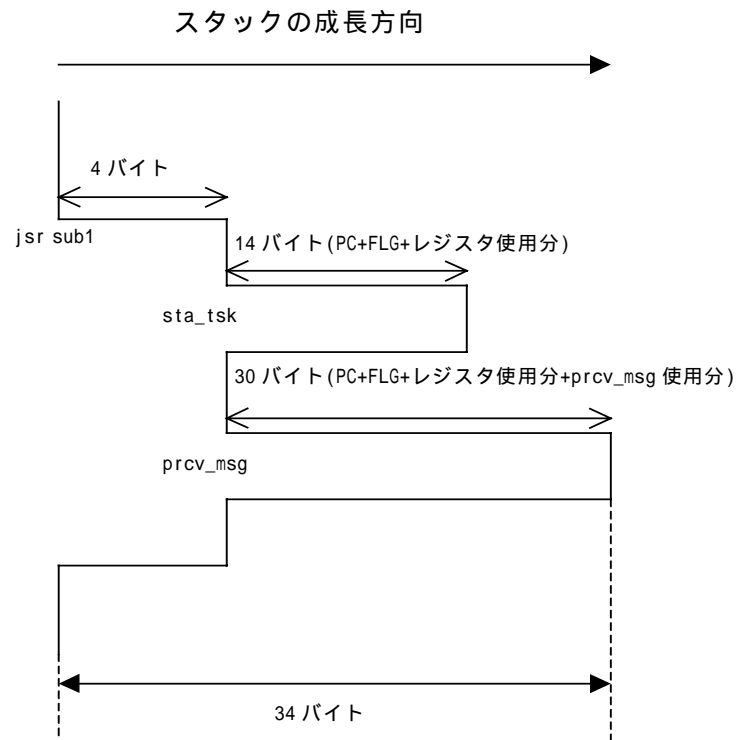 スタックの成長方向
4 バイト
jsr sub1
14 バイト(PC+FLG+レジスタ使用分)
sta_tsk
30 バイト(PC+FLG+レジスタ使用分+prcv_msg 使用分)
prcv_msg
34 バイト